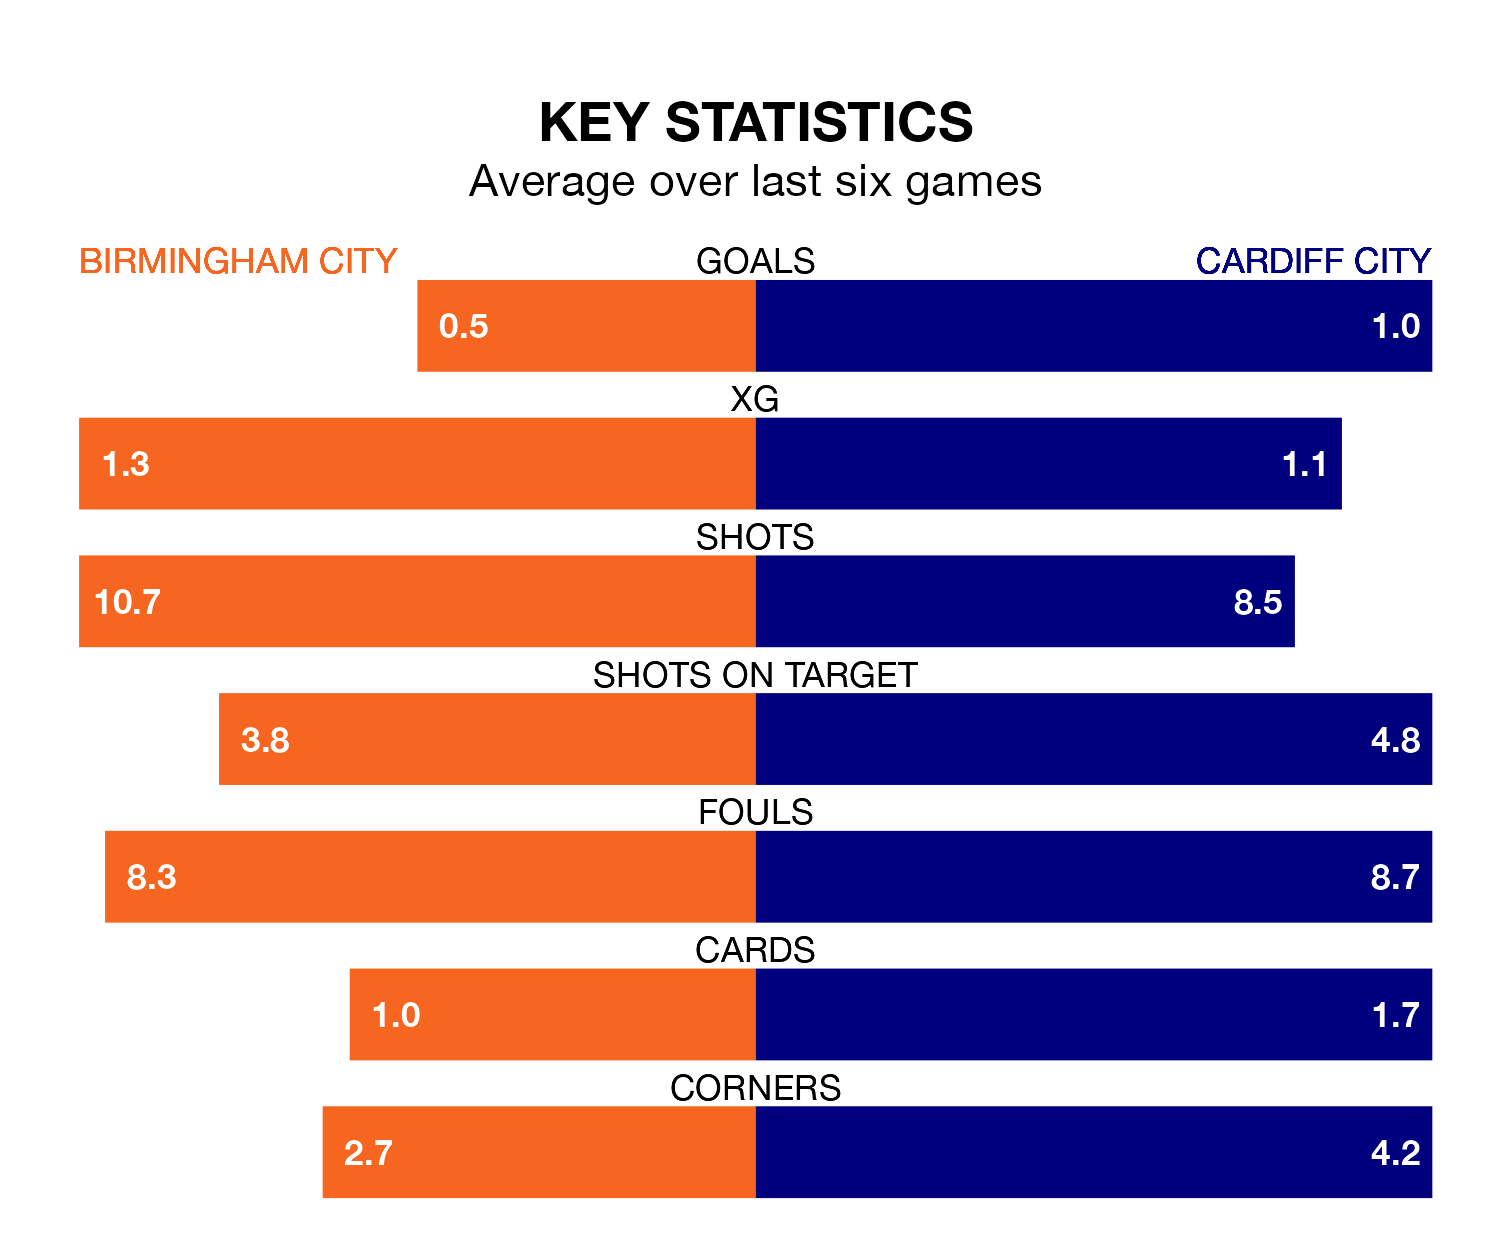 KEY STATISTICS
Average over last six games
BIRMINGHAM CITY GOALS CARDIFF CITY
0.5 1.0
XG
1.3 1.1
SHOTS
10.7 8.5
SHOTS ON TARGET
3.8 4.8
FOULS
8.3 8.7
CARDS
1.0 1.7
CORNERS
2.7 4.2